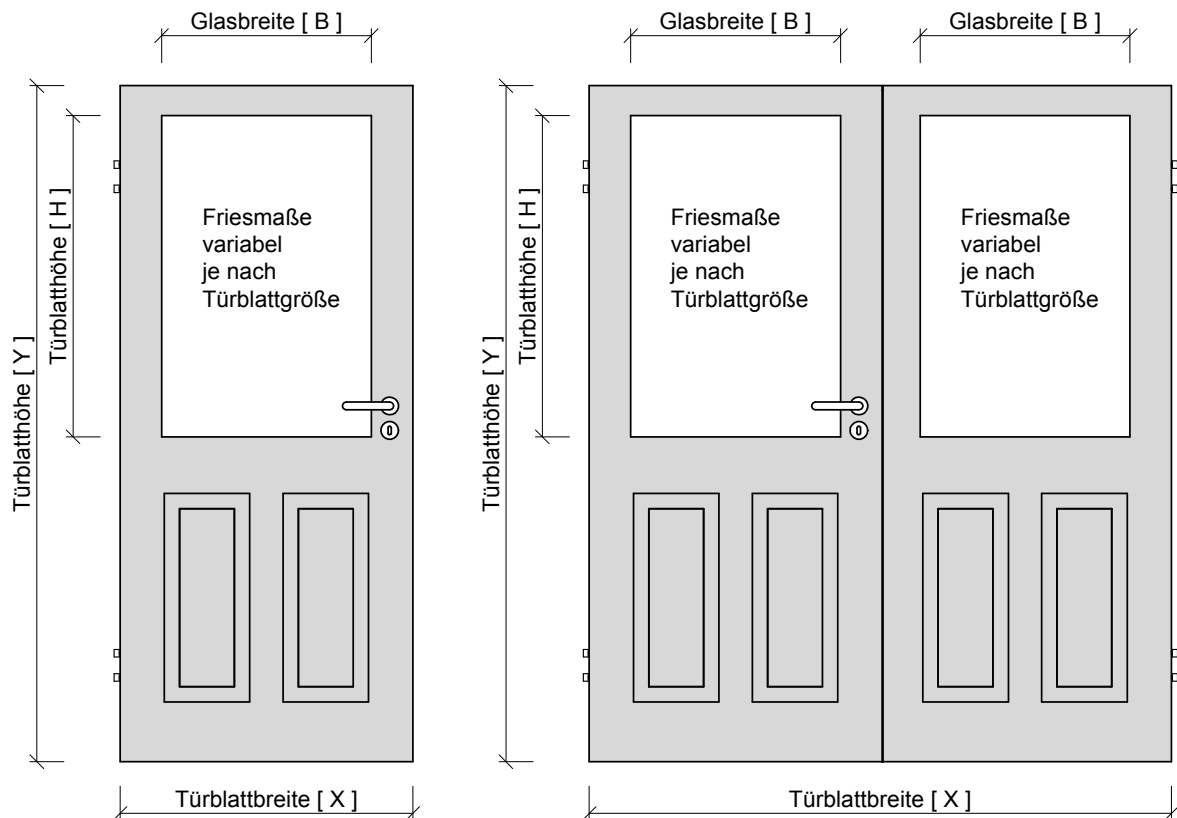 Glasbreite [ B ]
Türblatthöhe [ Y ]
Türblatthöhe [ H ]
Friesmaße
variabel
je nach
Türblattgröße
Türblattbreite [ X ]
Glasbreite [ B ]
Glasbreite [ B ]
Türblatthöhe [ Y ]
Türblatthöhe [ H ]
Friesmaße
variabel
je nach
Türblattgröße
Friesmaße
variabel
je nach
Türblattgröße
Türblattbreite [ X ]